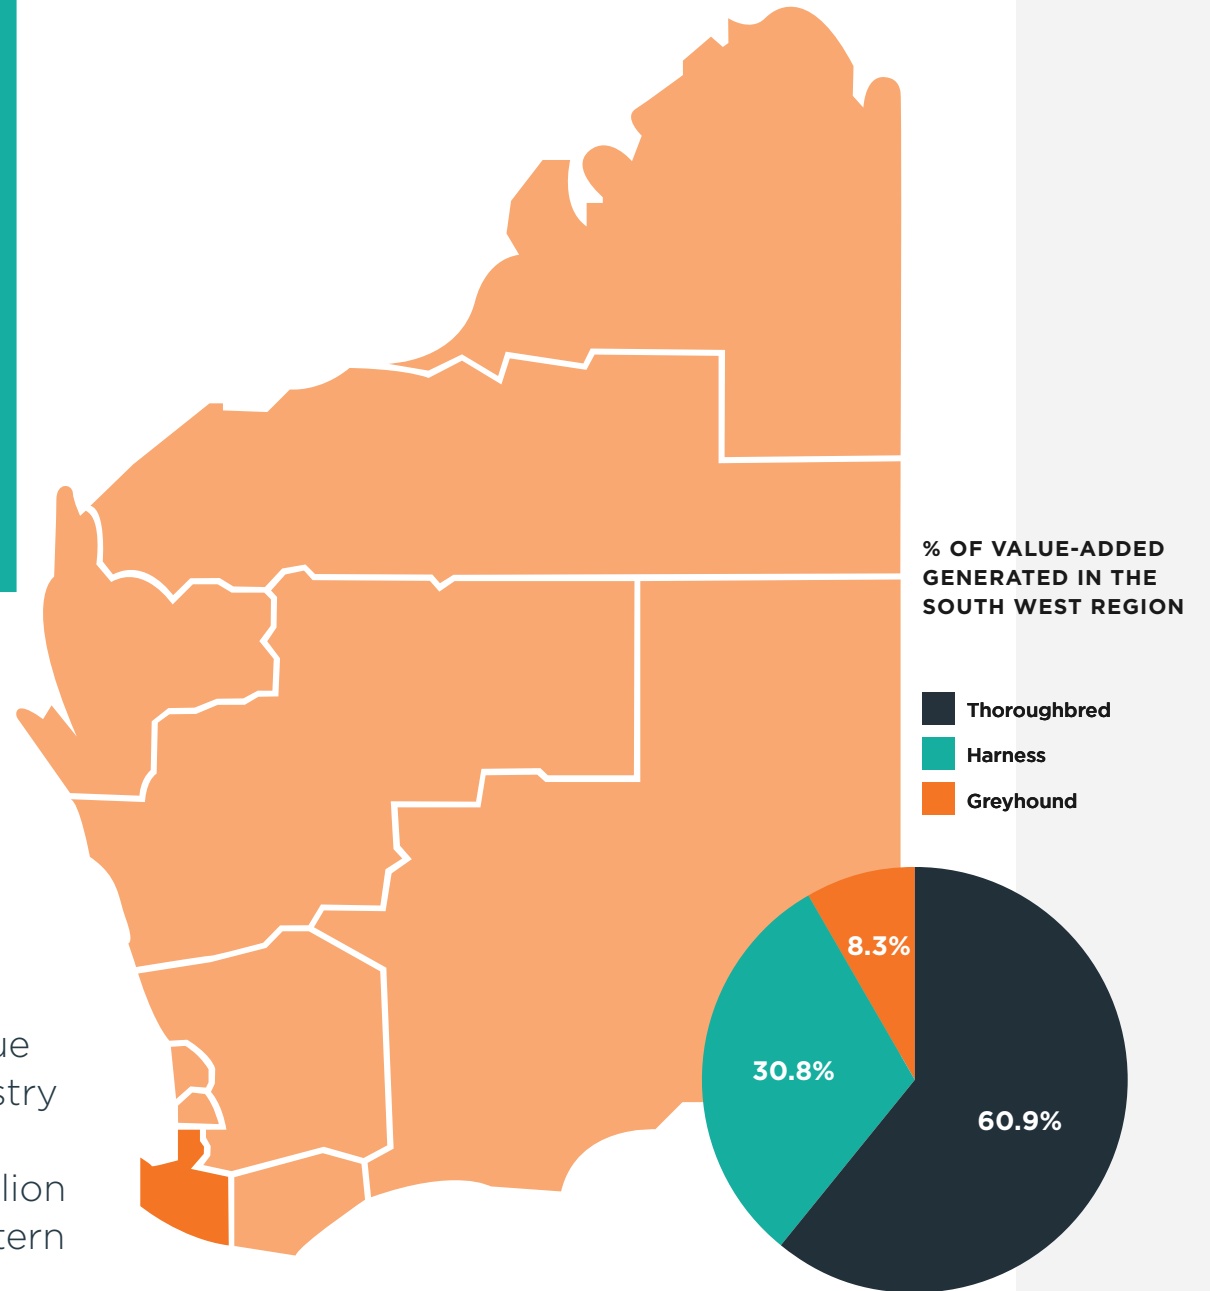 % OF VALUE-ADDED
GENERATED IN THE
SOUTH WEST REGION
Thoroughbred
Harness
Greyhound
8.3%
30.8%
60.9%